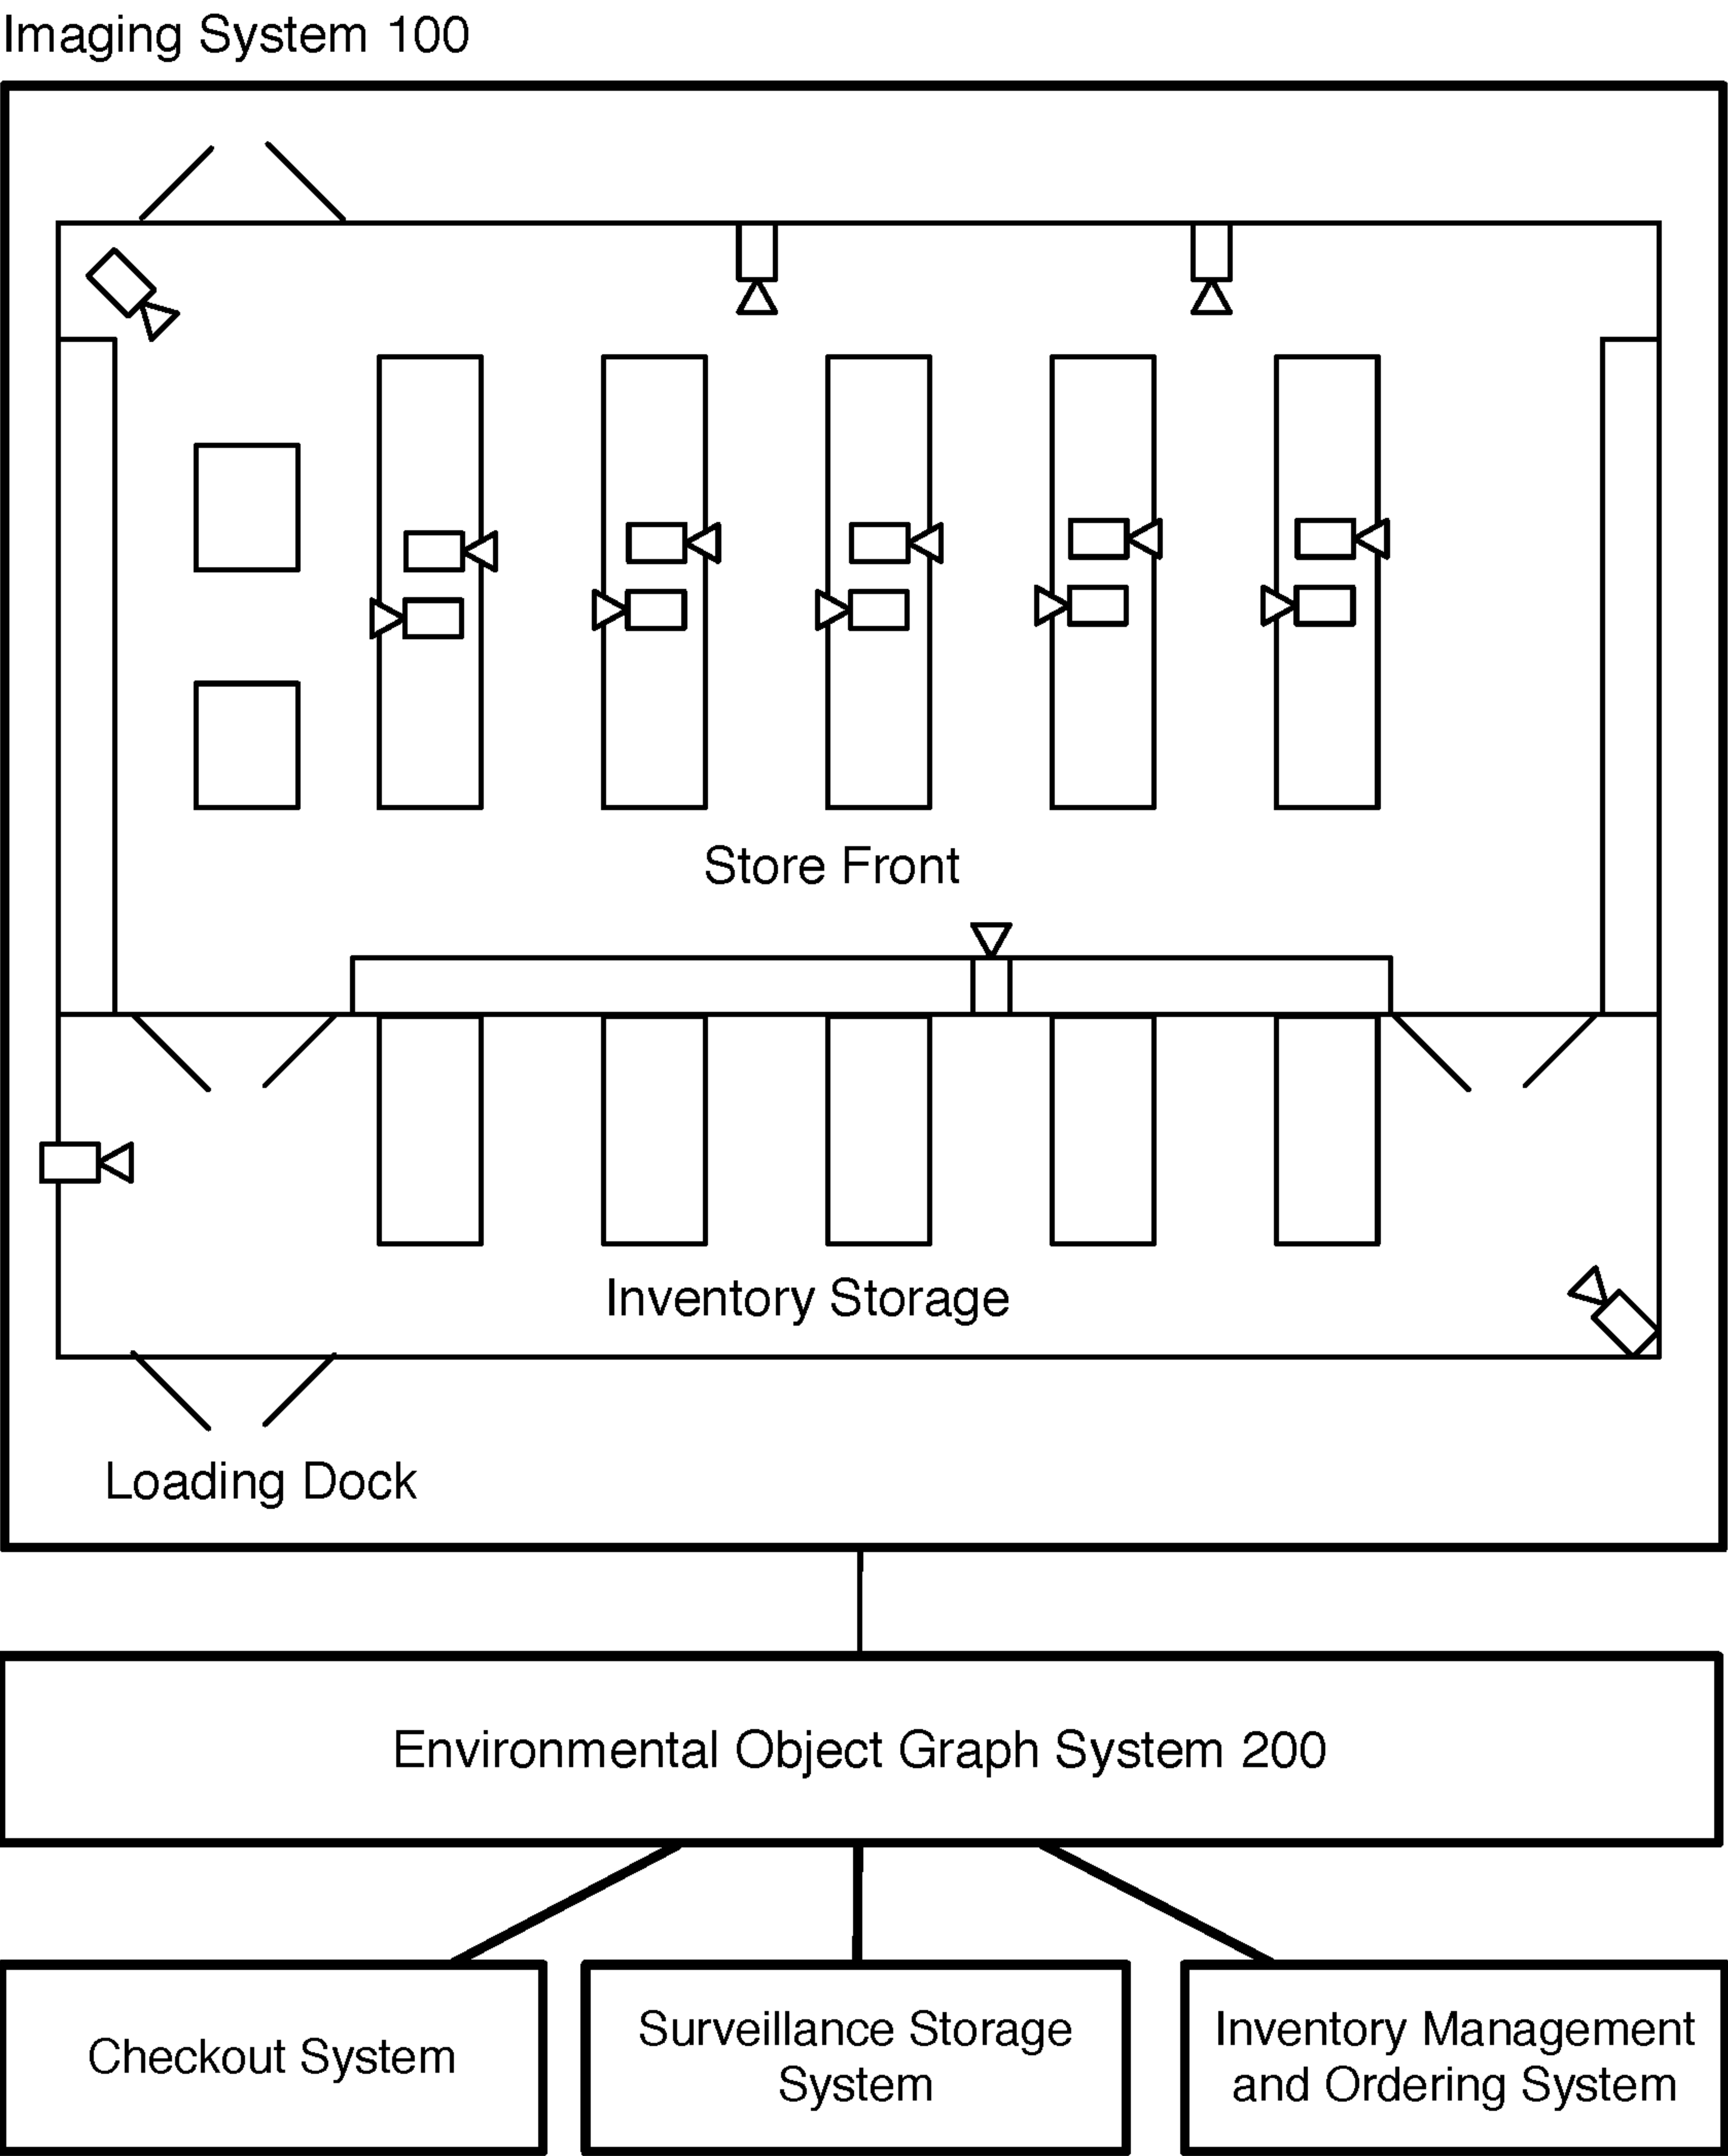 Imaging System 100
Store Front
Inventory Storage
Loading Dock
Environmental Object Graph System 200
Checkout System
Surveillance Storage
System
Inventory Management
and Ordering System